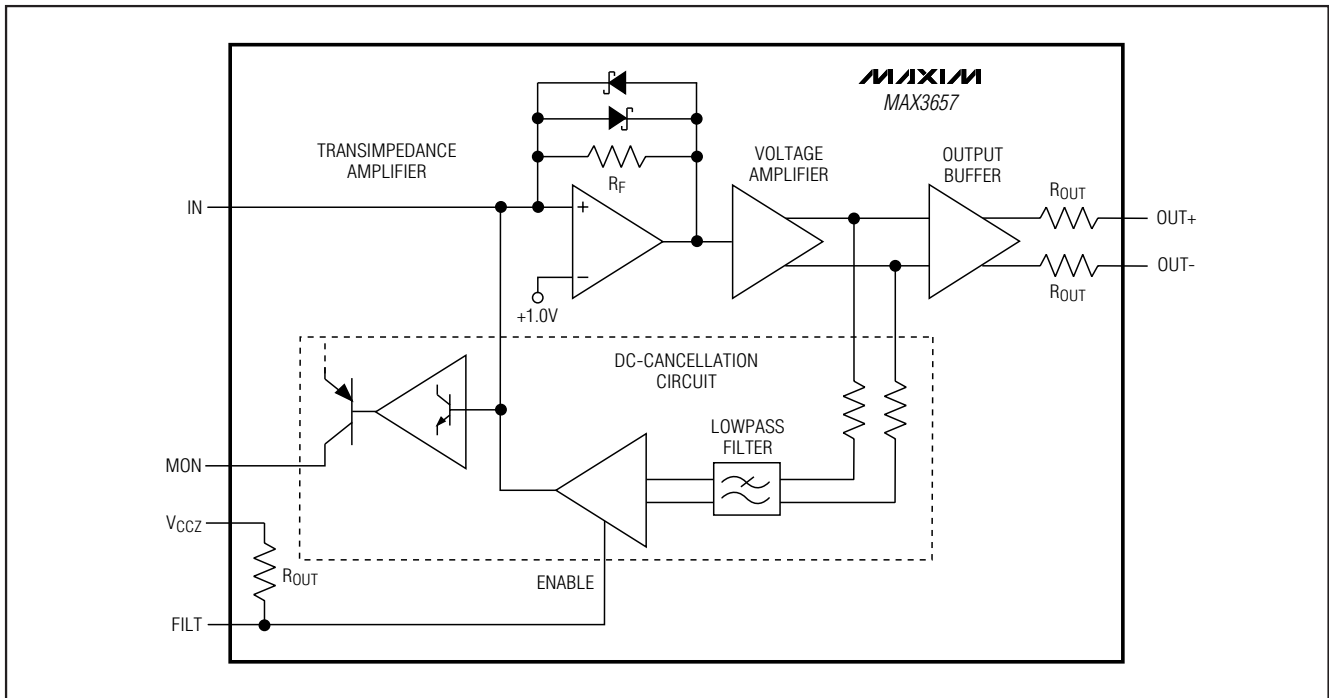 MAXIM
MAX3657
TRANSIMPEDANCE
AMPLIFIER
VOLTAGE
AMPLIFIER
OUTPUT
BUFFER
RF
ROUT
IN
+
OUT+
OUT-
−
ROUT
+1.0V
DC-CANCELLATION
CIRCUIT
LOWPASS
FILTER
MON
VCCZ
ROUT
ENABLE
FILT